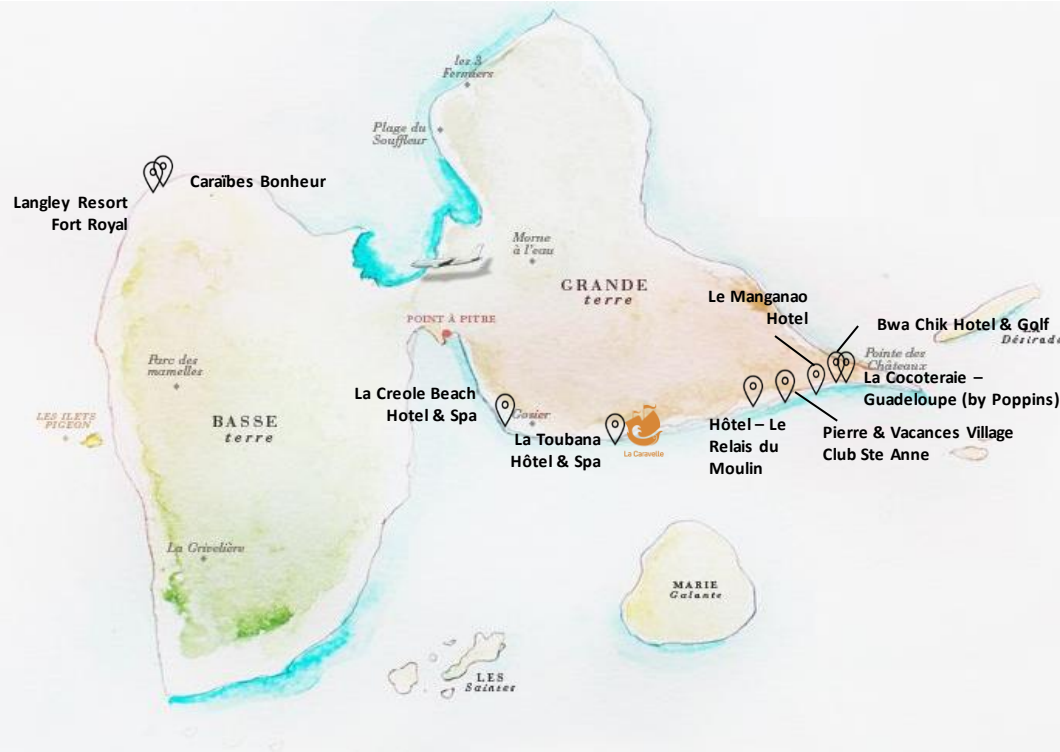 les 3
Fermiers
Plage du
Souffleur
Caraïbes Bonheur
Langley Resort
Fort Royal
Morne
à l'eau
GRANDE
terre
POINT À PITRE
Le Manganao
Hotel
Bwa Chik Hotel & Golf
Désirade
Pointe des
Châteaux
La Cocoteraie –
Guadeloupe (by Poppins)
Parc des
mamelles
LES ILETS
PIGEON
BASSE
terre
La Creole Beach
Hotel & Spa
Gosier
La Toubana
Hôtel & Spa
La Caravelle
Hôtel – Le
Relais du
Moulin
Pierre & Vacances Village
Club Ste Anne
La Grivelière
MARIE
Galante
LES
Saintes